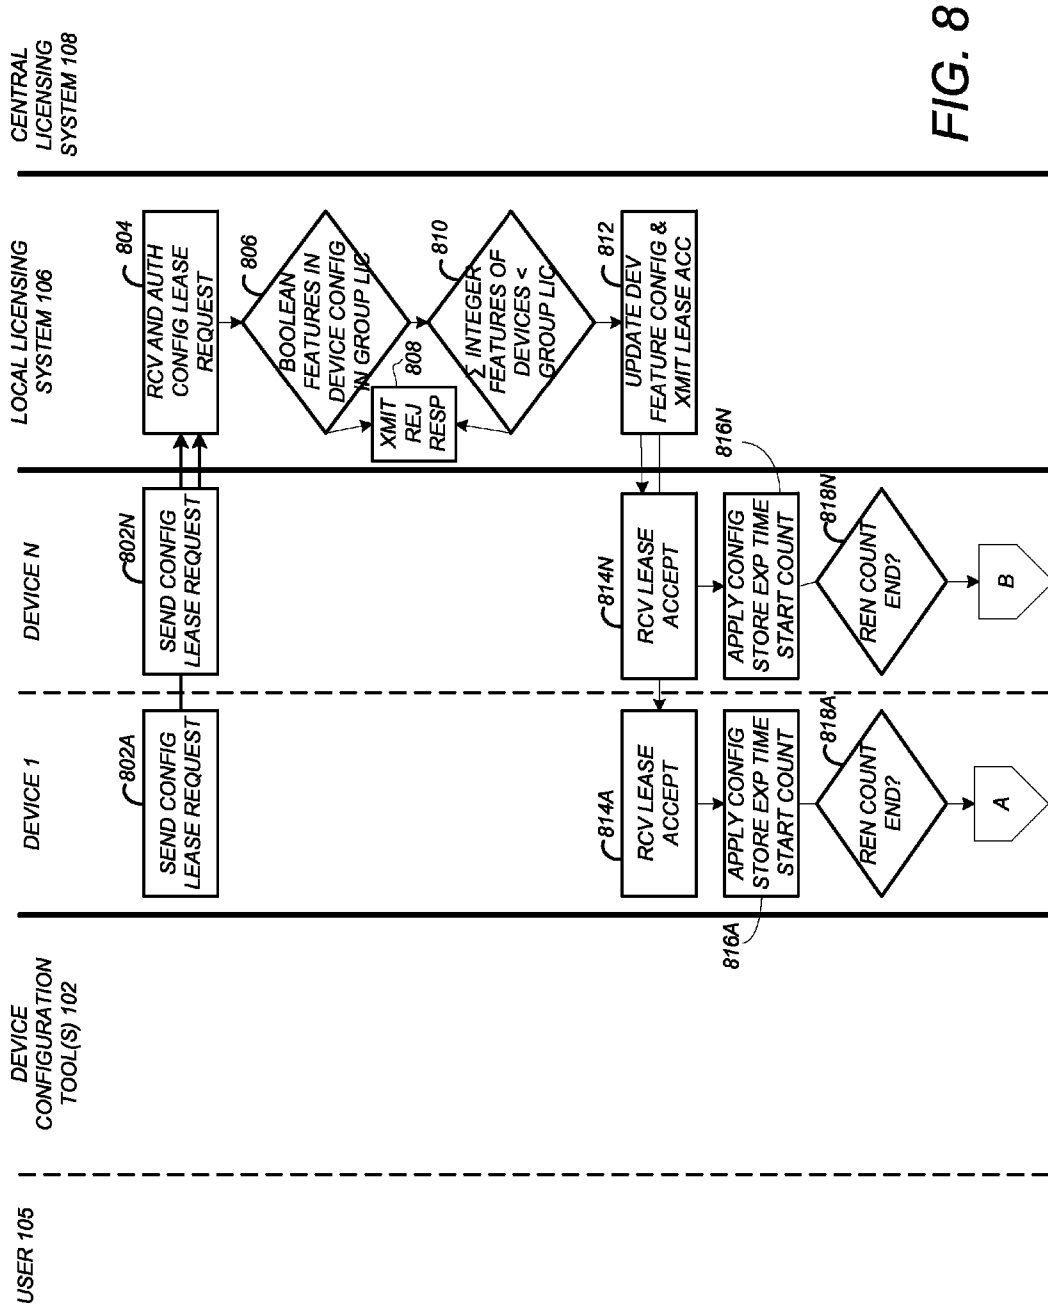 USER 105
DEVICE
CONFIGURATION
TOOL(S) 102
DEVICE 1
DEVICE N
LOCAL LICENSING
SYSTEM 106
CENTRAL
LICENSING
SYSTEM 108
802A
SEND CONFIG
LEASE REQUEST
802N
SEND CONFIG
LEASE REQUEST
804
RCV AND AUTH
CONFIG LEASE
REQUEST
806
BOOLEAN
FEATURES IN
DEVICE CONFIG
IN GROUP LIC
808
XMIT
REJ
RESP
810
Σ INTEGER
FEATURES OF
DEVICES <
GROUP LIC
812
UPDATE DEV
FEATURE CONFIG &
XMIT LEASE ACC
814A
RCV LEASE
ACCEPT
814N
RCV LEASE
ACCEPT
816A
APPLY CONFIG
STORE EXP TIME
START COUNT
816N
APPLY CONFIG
STORE EXP TIME
START COUNT
818A
REN COUNT
END?
818N
REN COUNT
END?
A
B
FIG. 8